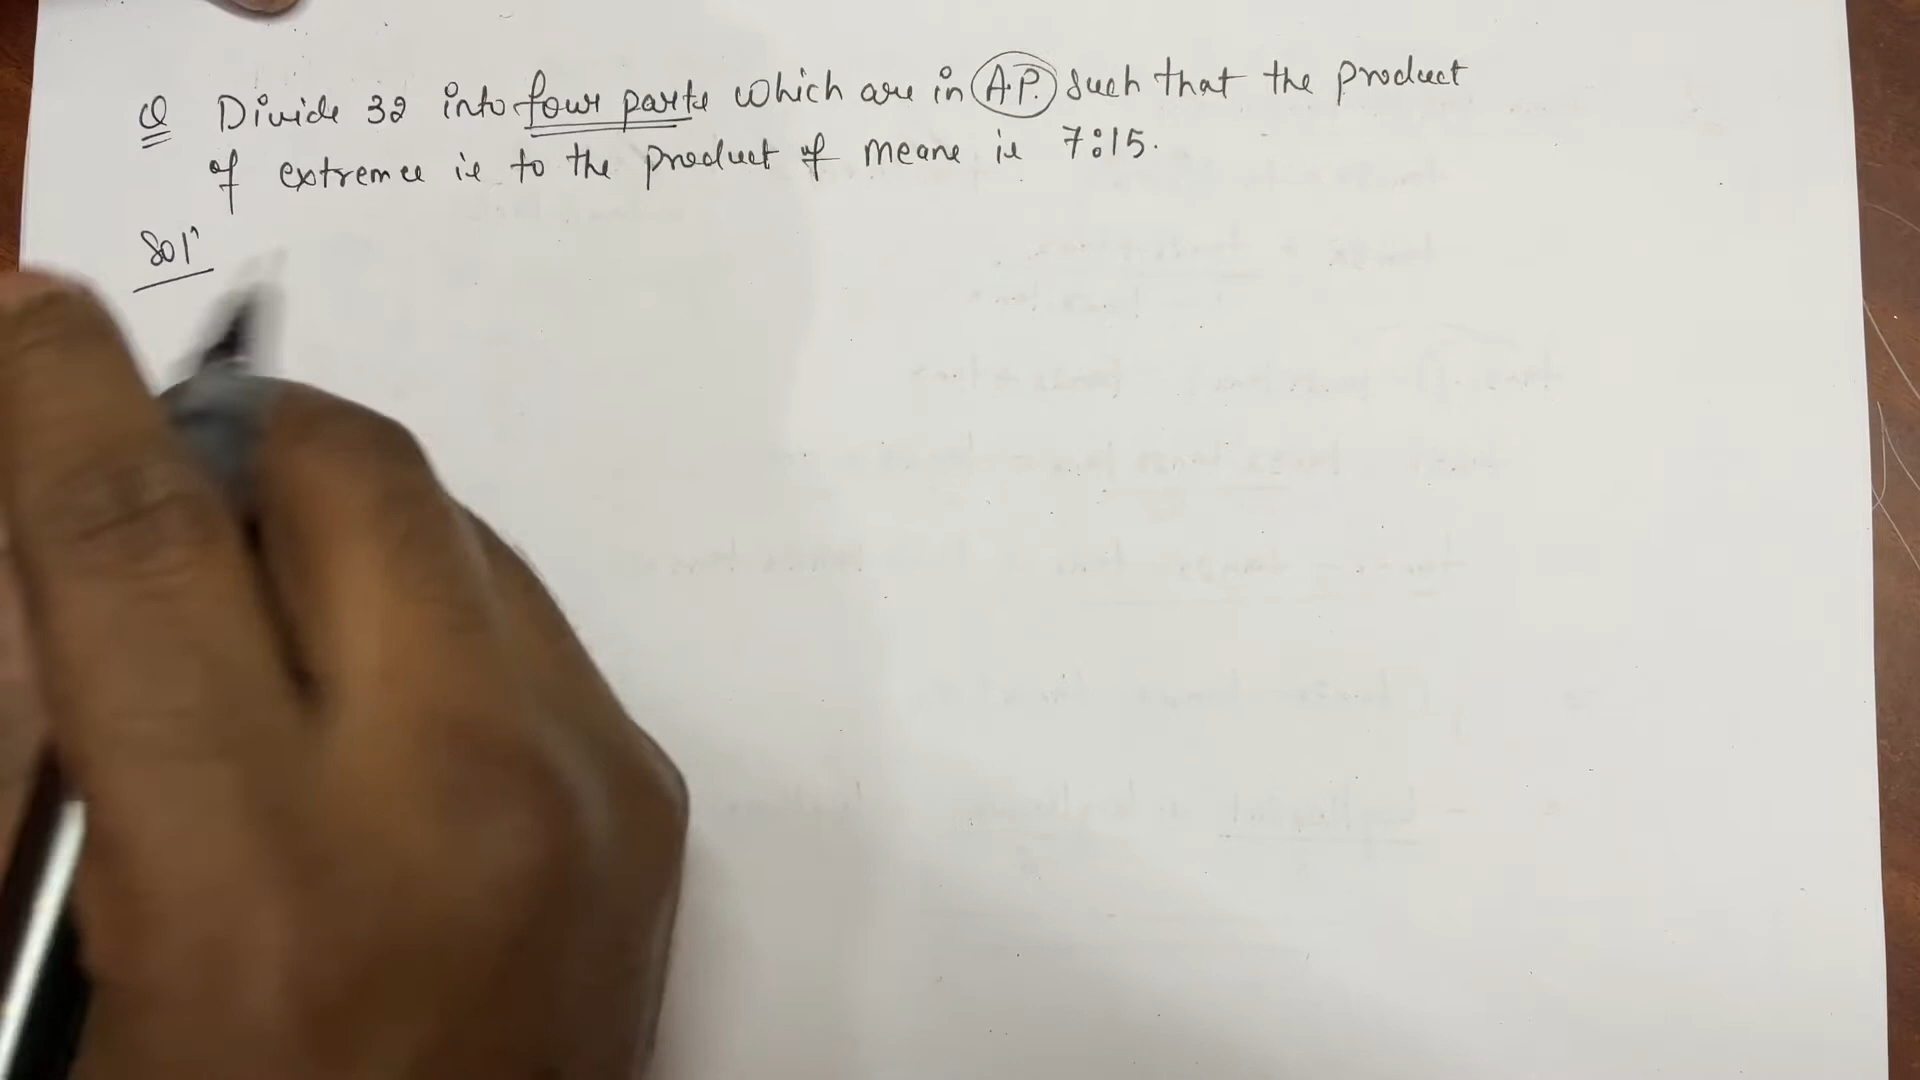 Q Divide 32 into four parts which are in A.P. such that the product
of extremes is to the product of means is 7:15.
Solⁿ